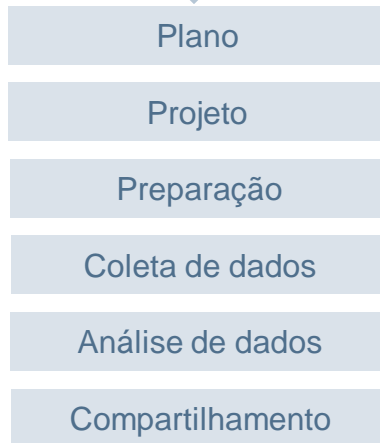 Plano
Projeto
Preparação
Coleta de dados
Análise de dados
Compartilhamento